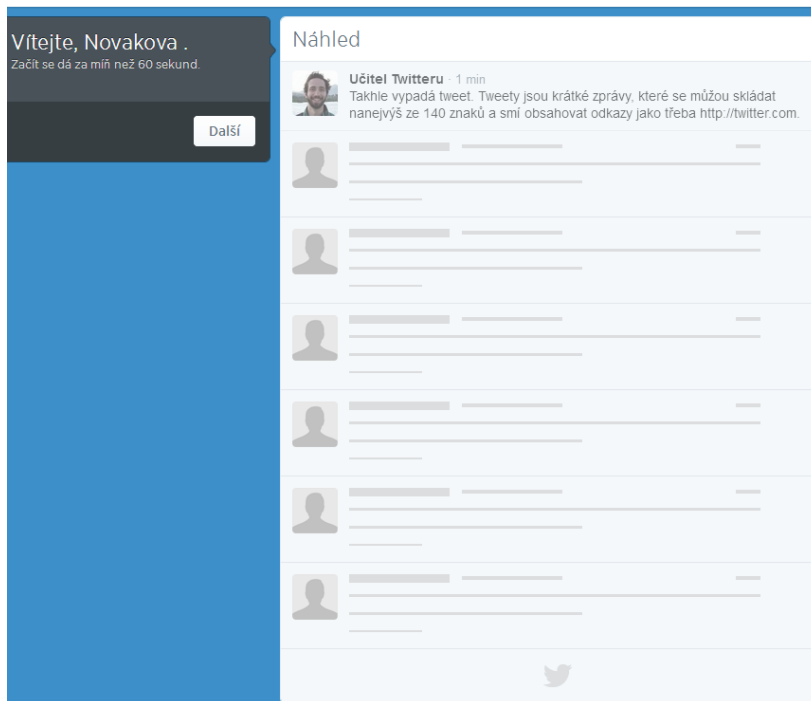 Vítejte, Novakova .
Začít se dá za míň než 60 sekund.
Další
Náhled
Učitel Twitteru · 1 min
Takhle vypadá tweet. Tweety jsou krátké zprávy, které se můžou skládat
nanejvýš ze 140 znaků a smí obsahovat odkazy jako třeba http://twitter.com.